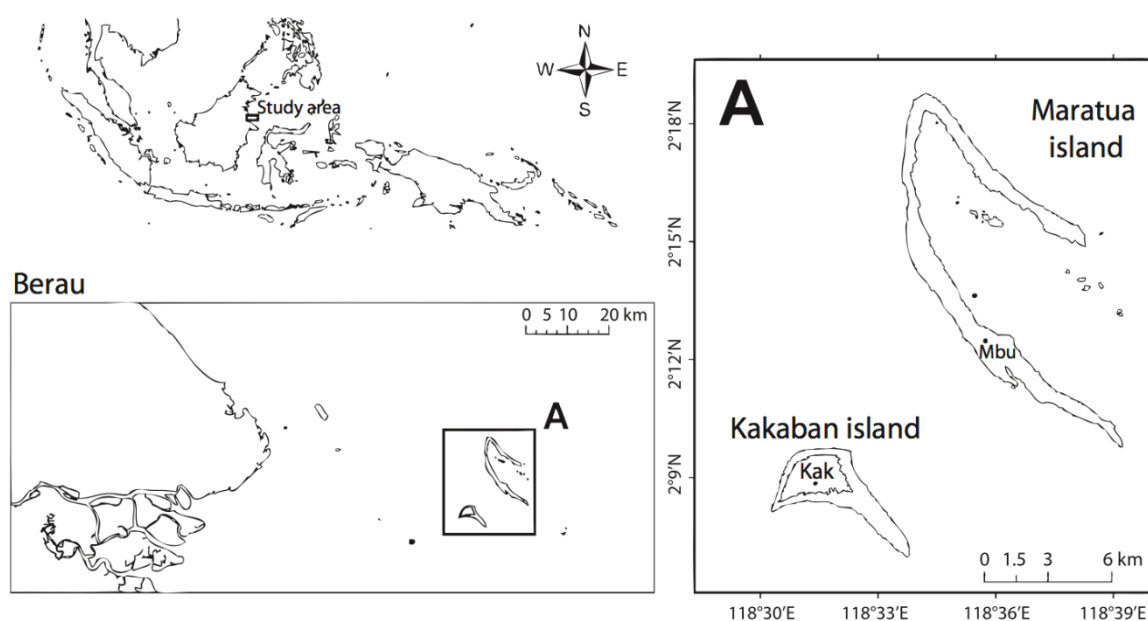 N
W E
S
Study area
Berau
0 5 10 20 km
A
A
Maratua
island
2°18'N
2°15'N
2°12'N
2°9'N
Mbu
Kakaban island
Kak
0 1.5 3 6 km
118°30'E 118°33'E 118°36'E 118°39'E